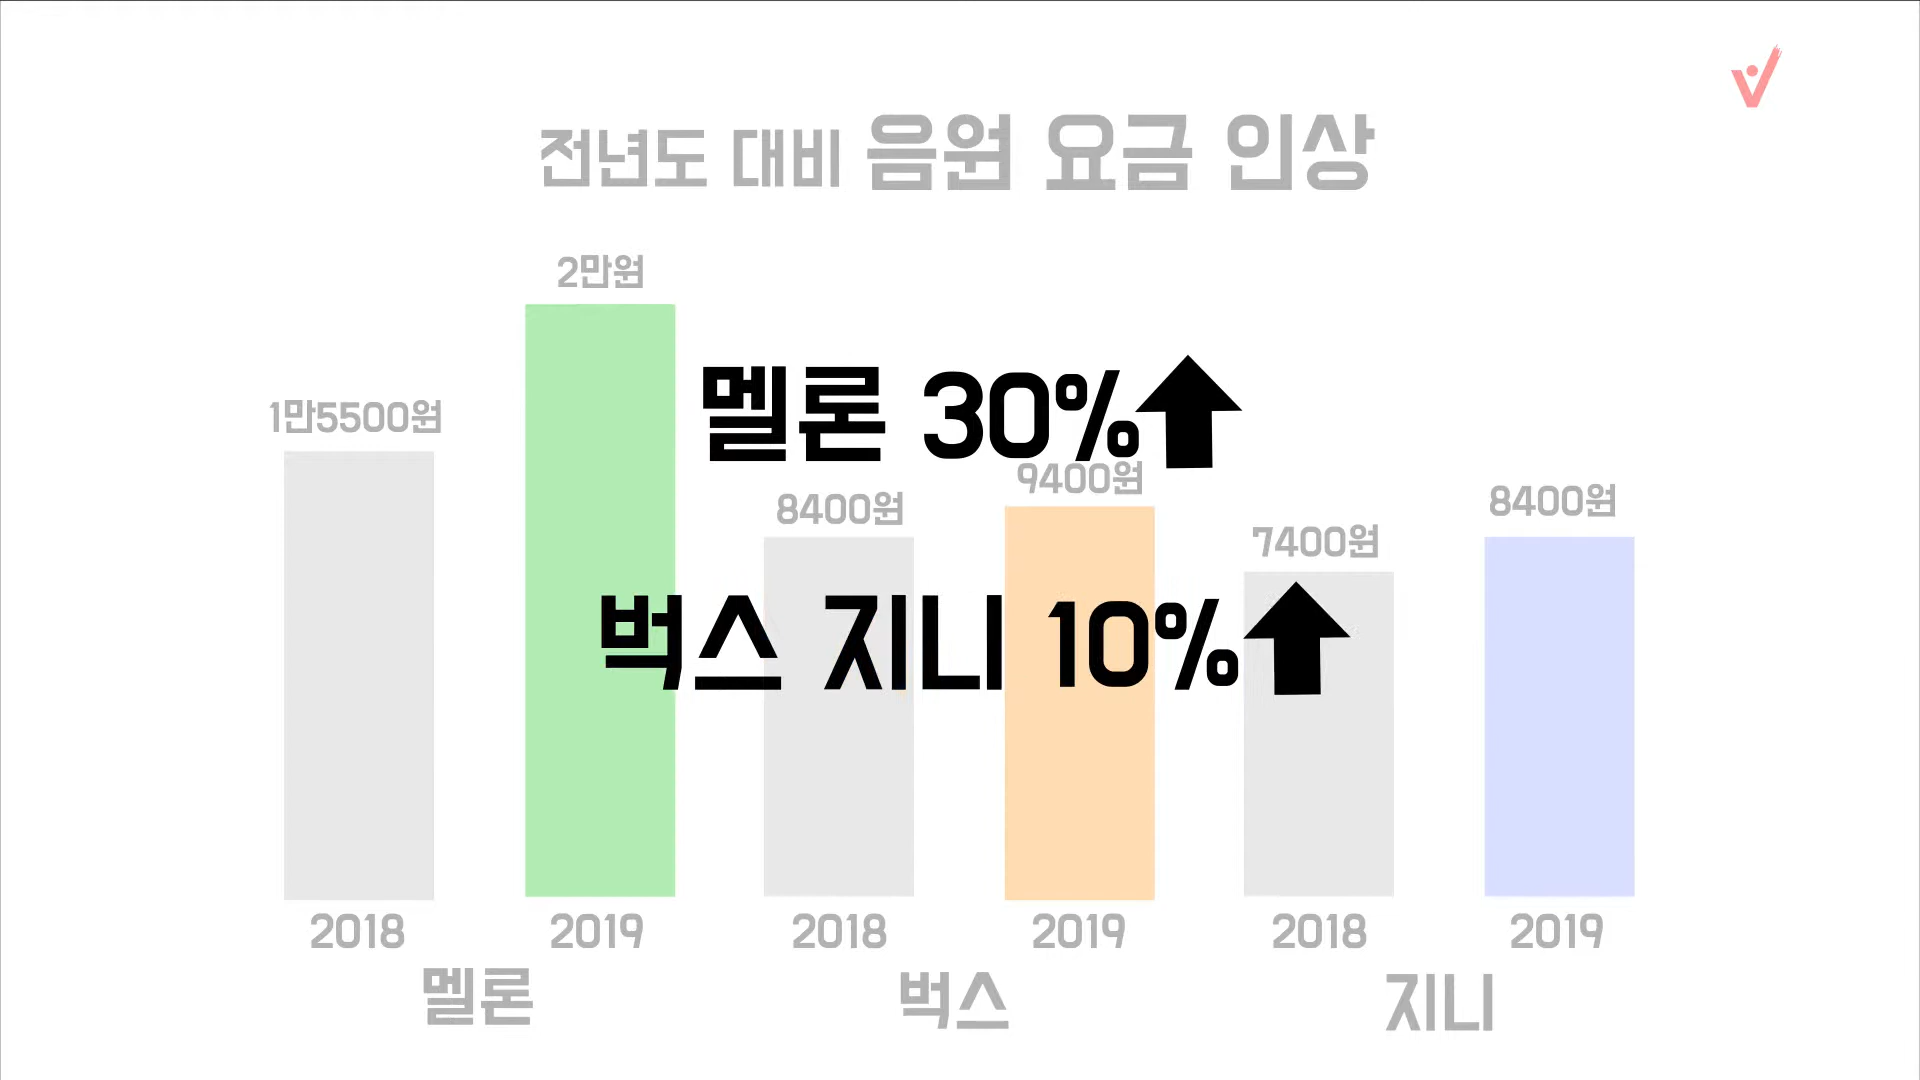 전년도 대비 음원 요금 인상
2만원
1만5500원
멜론 30%
9400원
8400원
8400원
7400원
벅스 지니 10%
2018 2019 2018 2019 2018 2019
멜론 벅스 지니